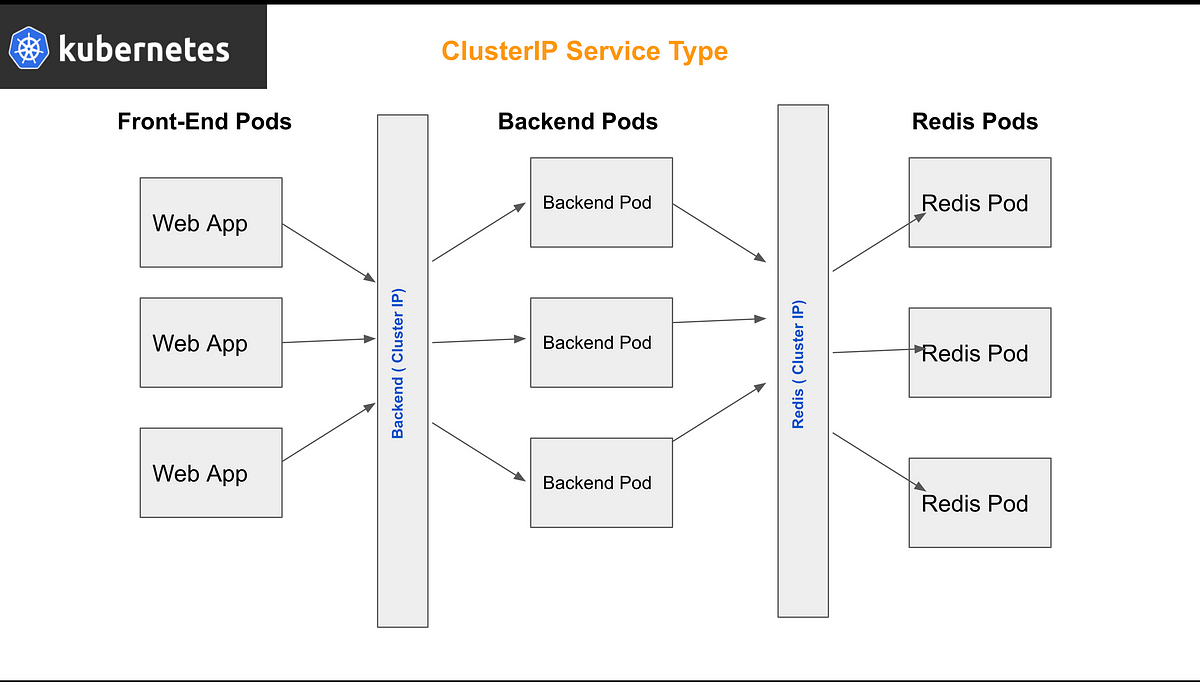 kubernetes
ClusterIP Service Type
Front-End Pods
Backend Pods
Redis Pods
Web App
Web App
Web App
Backend ( Cluster IP)
Backend Pod
Backend Pod
Backend Pod
Redis ( Cluster IP)
Redis Pod
Redis Pod
Redis Pod